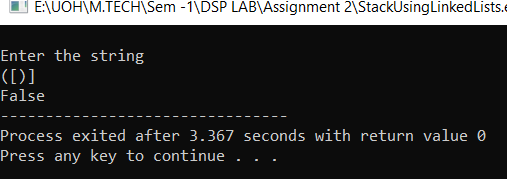 E:\UOH\M.TECH\Sem -1\DSP LAB\Assignment 2\StackUsingLinkedLists.e
Enter the string
([)]
False
--------------------------------
Process exited after 3.367 seconds with return value 0
Press any key to continue . . .